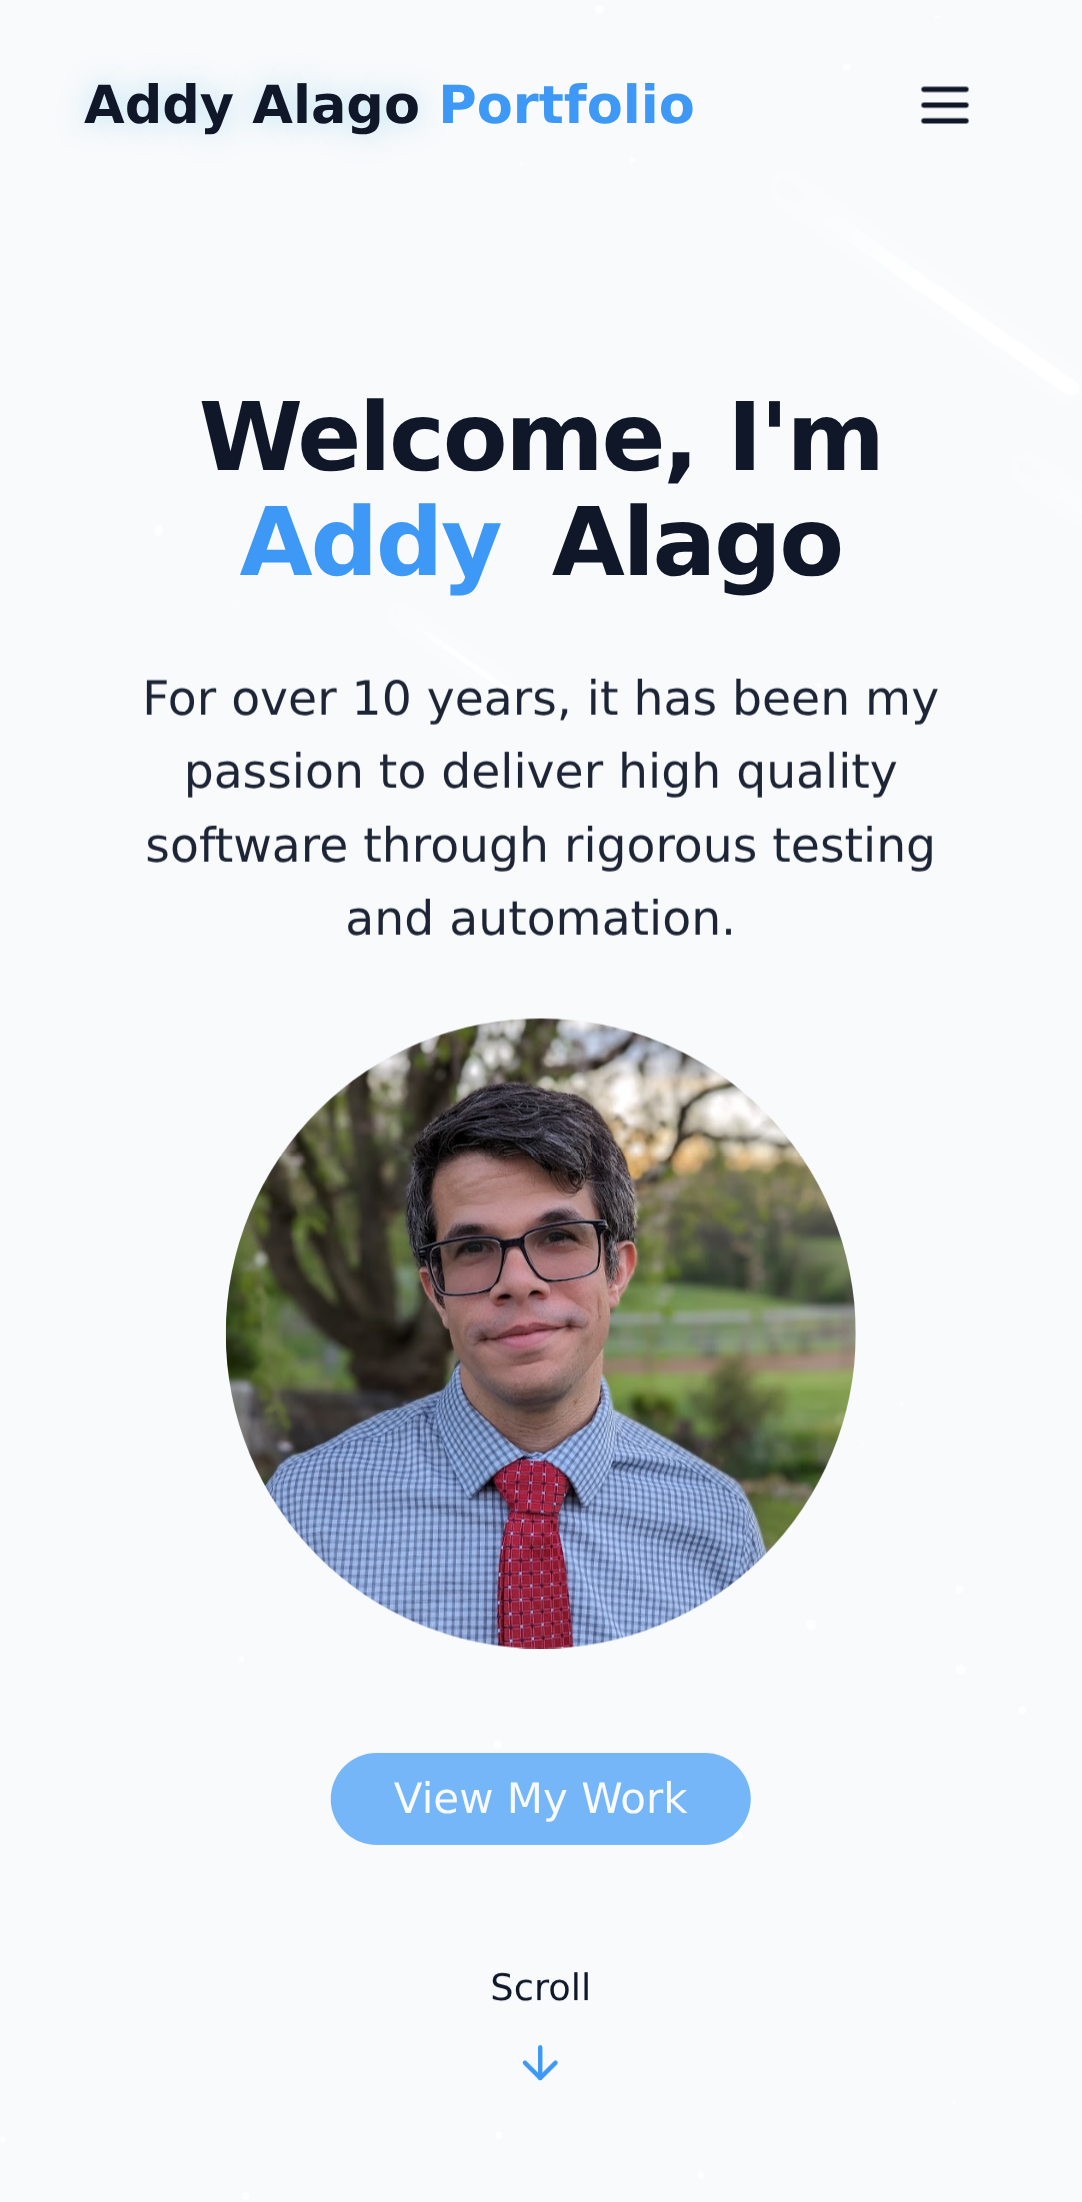 Addy Alago Portfolio
Welcome, I'm
Addy Alago
For over 10 years, it has been my
passion to deliver high quality
software through rigorous testing
and automation.
View My Work
Scroll